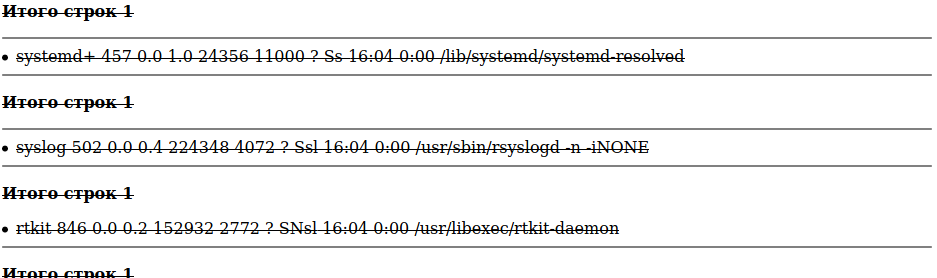 Итого строк 1
systemd+ 457 0.0 1.0 24356 11000 ? Ss 16:04 0:00 /lib/systemd/systemd-resolved
Итого строк 1
syslog 502 0.0 0.4 224348 4072 ? Ssl 16:04 0:00 /usr/sbin/rsyslogd -n -iNONE
Итого строк 1
rtkit 846 0.0 0.2 152932 2772 ? SNsl 16:04 0:00 /usr/libexec/rtkit-daemon
Итого строк 1